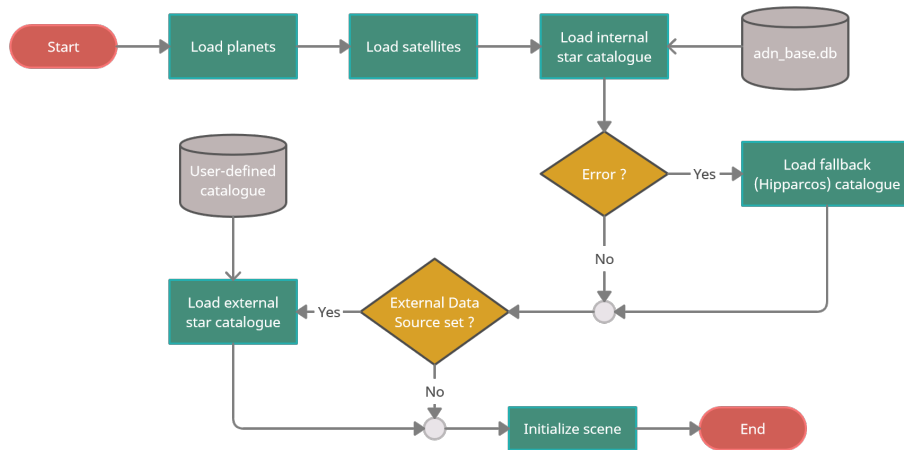 Start
Load planets
Load satellites
Load internal
star catalogue
adn_base.db
User-defined
catalogue
Error ?
Yes
Load fallback
(Hipparcos) catalogue
No
Load external
star catalogue
Yes
External Data
Source set ?
No
Initialize scene
End